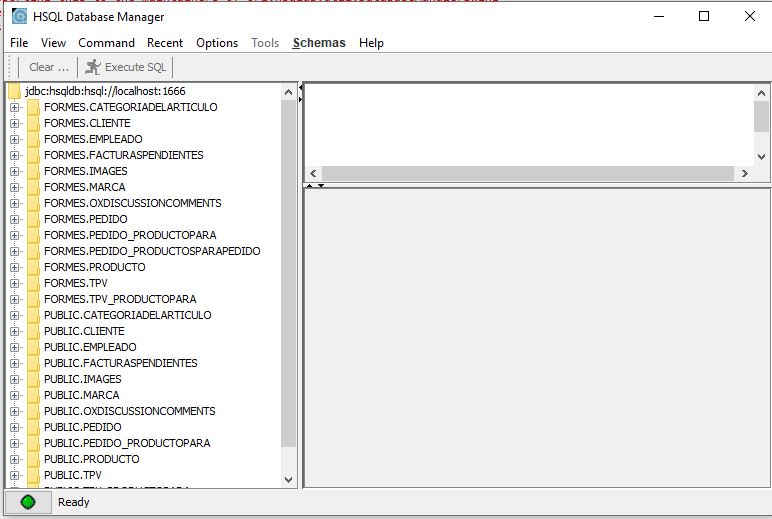 HSQL Database Manager
File View Command Recent Options Tools Schemas Help
Clear ... Execute SQL
jdbc:hsqldb:hsql://localhost:1666
FORMES.CATEGORIADELARTICULO
FORMES.CLIENTE
FORMES.EMPLEADO
FORMES.FACTURASPENDIENTES
FORMES.IMAGES
FORMES.MARCA
FORMES.OXDISCUSSIONCOMMENTS
FORMES.PEDIDO
FORMES.PEDIDO_PRODUCTOPARA
FORMES.PEDIDO_PRODUCTOSPARAPEDIDO
FORMES.PRODUCTO
FORMES.TPV
FORMES.TPV_PRODUCTOPARA
PUBLIC.CATEGORIADELARTICULO
PUBLIC.CLIENTE
PUBLIC.EMPLEADO
PUBLIC.FACTURASPENDIENTES
PUBLIC.IMAGES
PUBLIC.MARCA
PUBLIC.OXDISCUSSIONCOMMENTS
PUBLIC.PEDIDO
PUBLIC.PEDIDO_PRODUCTOPARA
PUBLIC.PRODUCTO
PUBLIC.TPV
Ready